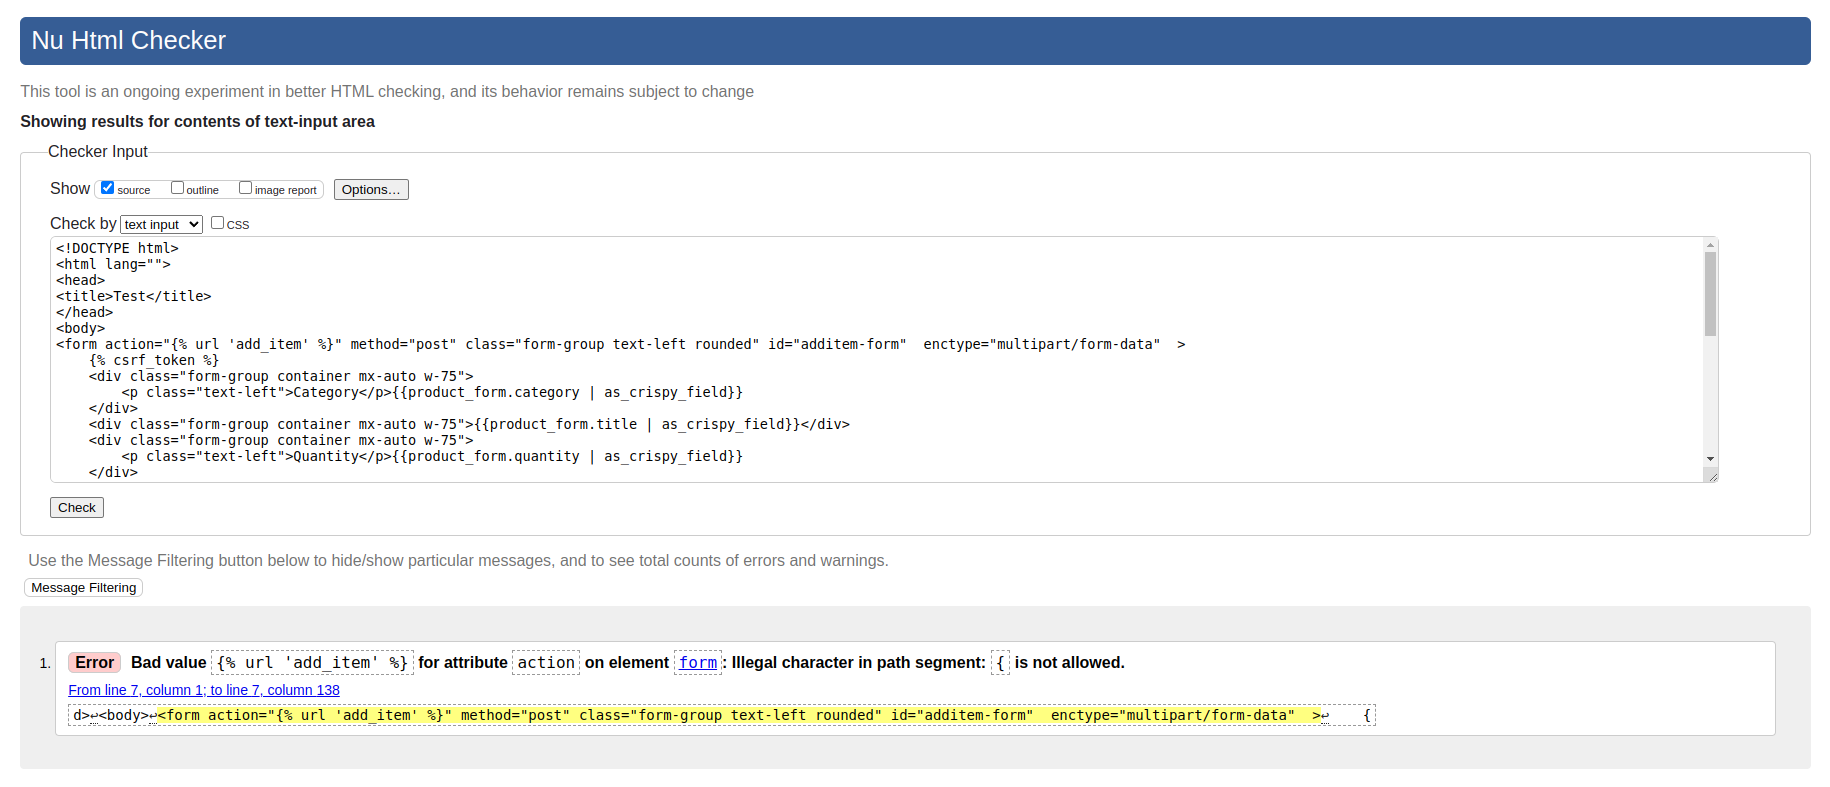 Nu Html Checker
This tool is an ongoing experiment in better HTML checking, and its behavior remains subject to change
Showing results for contents of text-input area
Checker Input
Show source outline image report Options...
Check by text input CSS
<!DOCTYPE html>
<html lang="">
<head>
<title>Test</title>
</head>
<body>
<form action="{% url 'add_item' %}" method="post" class="form-group text-left rounded" id="additem-form"  enctype="multipart/form-data"  >
    {% csrf_token %}
    <div class="form-group container mx-auto w-75">
        <p class="text-left">Category</p>{{product_form.category | as_crispy_field}}
    </div>
    <div class="form-group container mx-auto w-75">{{product_form.title | as_crispy_field}}</div>
    <div class="form-group container mx-auto w-75">
        <p class="text-left">Quantity</p>{{product_form.quantity | as_crispy_field}}
    </div>
Check
Use the Message Filtering button below to hide/show particular messages, and to see total counts of errors and warnings.
Message Filtering
1. Error Bad value {% url 'add_item' %} for attribute action on element form: Illegal character in path segment: { is not allowed.
From line 7, column 1; to line 7, column 138
d>↩<body>↩<form action="{% url 'add_item' %}" method="post" class="form-group text-left rounded" id="additem-form"  enctype="multipart/form-data"  >↩    {